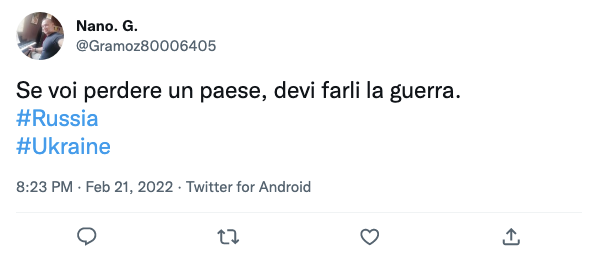 Nano. G.
@Gramoz80006405
Se voi perdere un paese, devi farli la guerra.
#Russia
#Ukraine
8:23 PM · Feb 21, 2022 · Twitter for Android